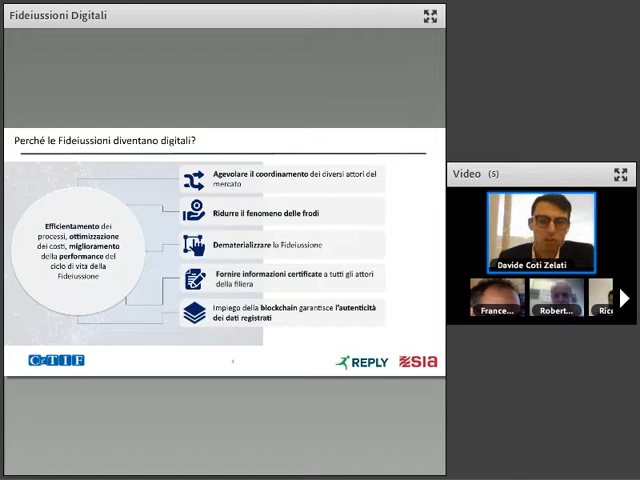 Fideiussioni Digitali
Perché le Fideiussioni diventano digitali?
Efficientamento dei
processi, ottimizzazione
dei costi, miglioramento
della performance del
ciclo di vita della
Fideiussione
Agevolare il coordinamento dei diversi attori del
mercato
Ridurre il fenomeno delle frodi
Dematerializzare la Fideiussione
Fornire informazioni certificate a tutti gli attori
della filiera
Impiego della blockchain garantisce l'autenticità
dei dati registrati
CeTIF
4
REPLY
SIA
Video (5)
Davide Coti Zelati
France...
Robert...
Ric